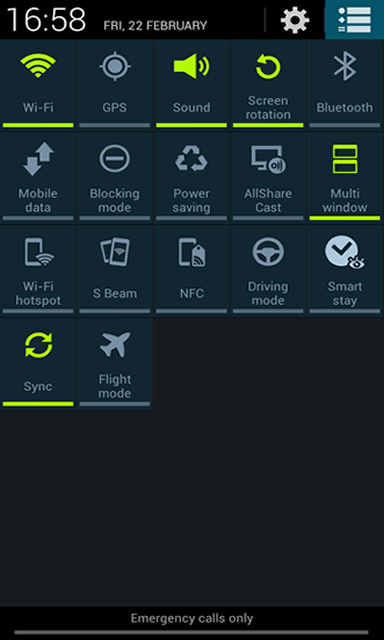 16:58 FRI, 22 FEBRUARY
Wi-Fi GPS Sound Screen rotation Bluetooth
Mobile data Blocking mode Power saving AllShare Cast Multi window
Wi-Fi hotspot S Beam NFC Driving mode Smart stay
Sync Flight mode
Emergency calls only